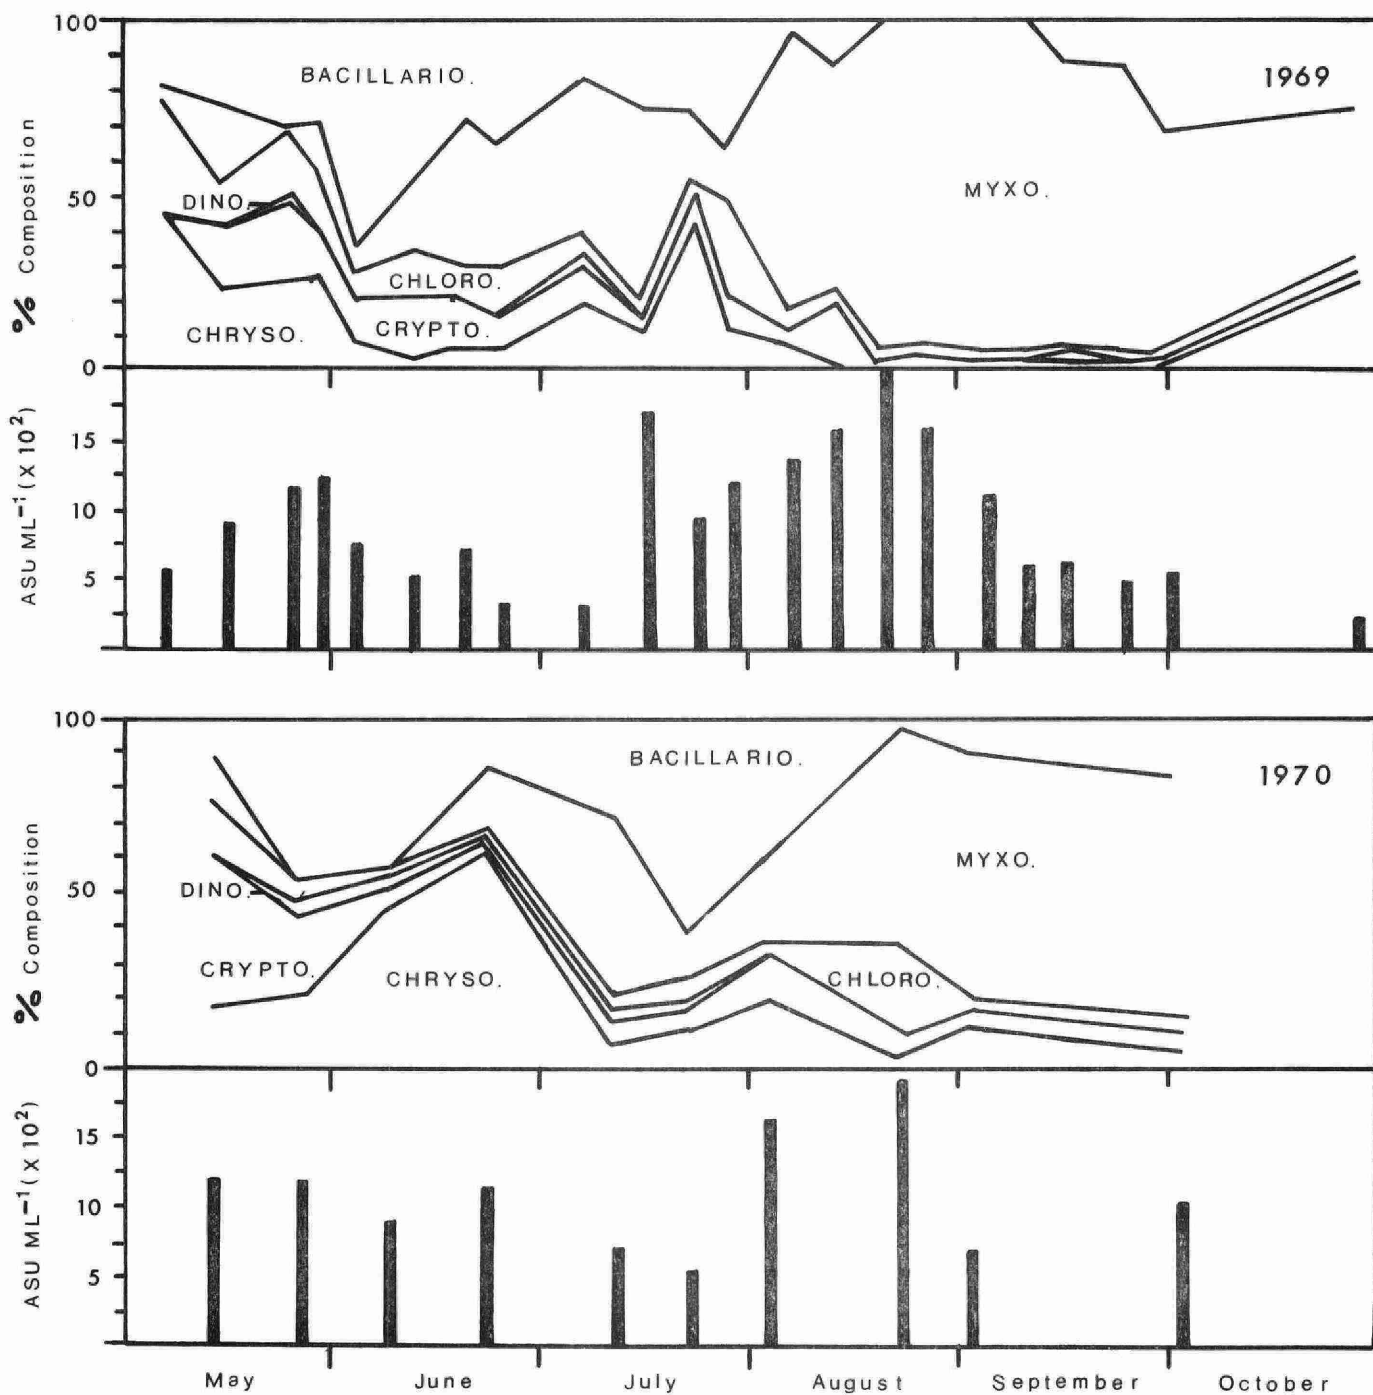 100
50
0
% Composition
BACILLARIO.
1969
DINO.
MYXO.
CHLORO.
CRYPTO.
CHRYSO.
15
10
5
ASU ML⁻¹ (X 10²)
100
50
0
% Composition
BACILLARIO.
1970
MYXO.
DINO.
CRYPTO.
CHRYSO.
CHLORO.
15
10
5
ASU ML⁻¹ (X 10²)
May June July August September October